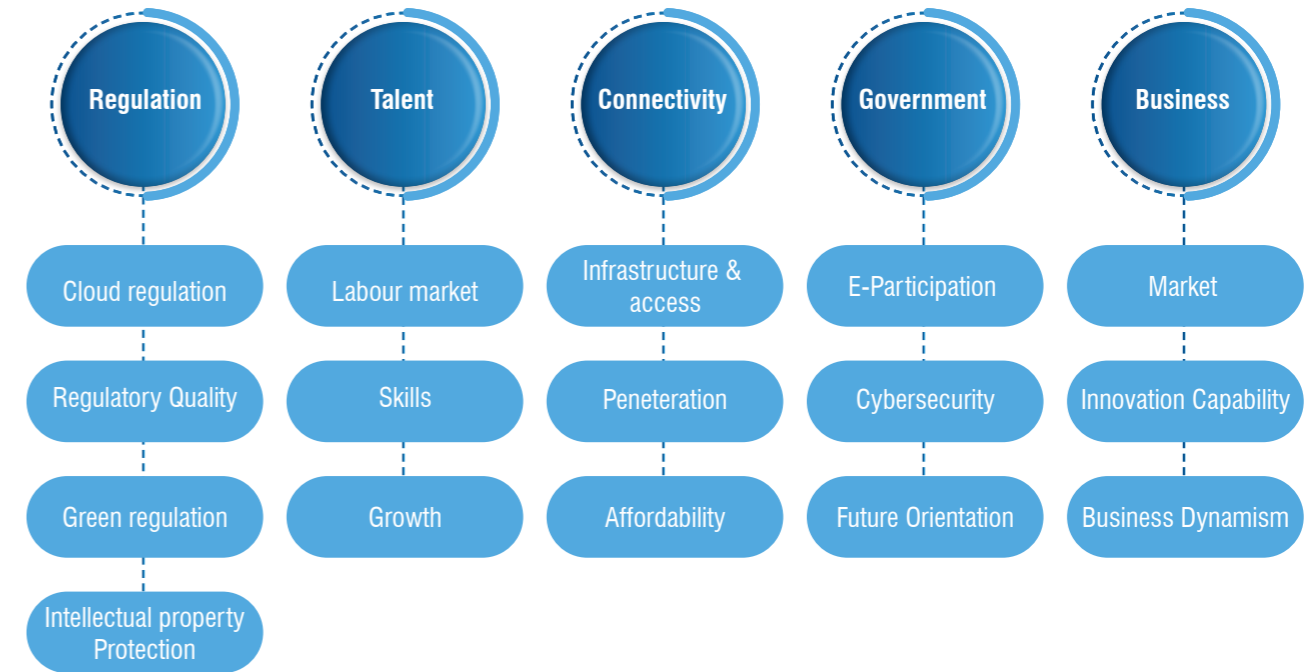 Regulation
Talent
Connectivity
Government
Business
Cloud regulation
Labour market
Infrastructure &
access
E-Participation
Market
Regulatory Quality
Skills
Peneteration
Cybersecurity
Innovation Capability
Green regulation
Growth
Affordability
Future Orientation
Business Dynamism
Intellectual property
Protection